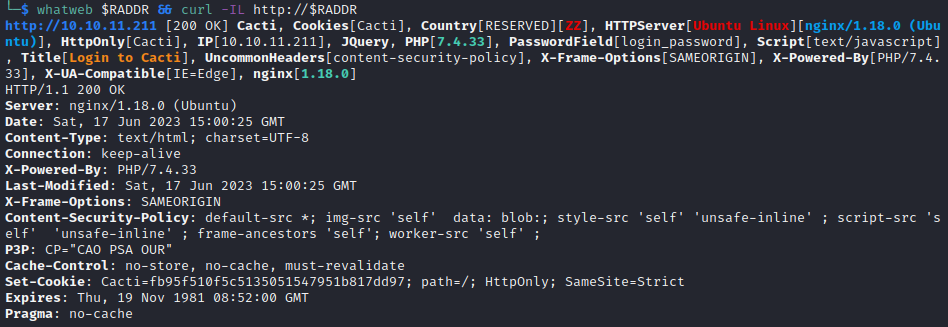 └─$ whatweb $RADDR && curl -IL http://$RADDR
http://10.10.11.211 [200 OK] Cacti, Cookies[Cacti], Country[RESERVED][ZZ], HTTPServer[Ubuntu Linux][nginx/1.18.0 (Ubu
ntu)], HttpOnly[Cacti], IP[10.10.11.211], JQuery, PHP[7.4.33], PasswordField[login_password], Script[text/javascript]
, Title[Login to Cacti], UncommonHeaders[content-security-policy], X-Frame-Options[SAMEORIGIN], X-Powered-By[PHP/7.4.
33], X-UA-Compatible[IE=Edge], nginx[1.18.0]
HTTP/1.1 200 OK
Server: nginx/1.18.0 (Ubuntu)
Date: Sat, 17 Jun 2023 15:00:25 GMT
Content-Type: text/html; charset=UTF-8
Connection: keep-alive
X-Powered-By: PHP/7.4.33
Last-Modified: Sat, 17 Jun 2023 15:00:25 GMT
X-Frame-Options: SAMEORIGIN
Content-Security-Policy: default-src *; img-src 'self'  data: blob:; style-src 'self' 'unsafe-inline' ; script-src 's
elf'  'unsafe-inline' ; frame-ancestors 'self'; worker-src 'self' ;
P3P: CP="CAO PSA OUR"
Cache-Control: no-store, no-cache, must-revalidate
Set-Cookie: Cacti=fb95f510f5c5135051547951b817dd97; path=/; HttpOnly; SameSite=Strict
Expires: Thu, 19 Nov 1981 08:52:00 GMT
Pragma: no-cache